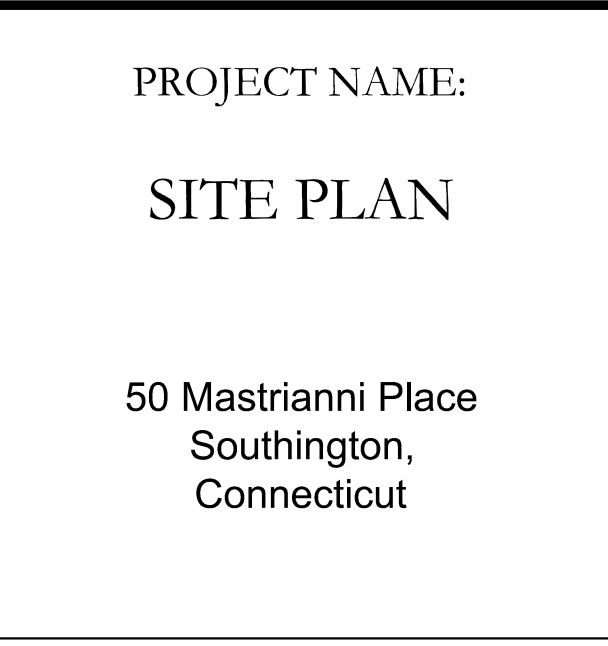 PROJECT NAME:
SITE PLAN
50 Mastrianni Place
Southington,
Connecticut